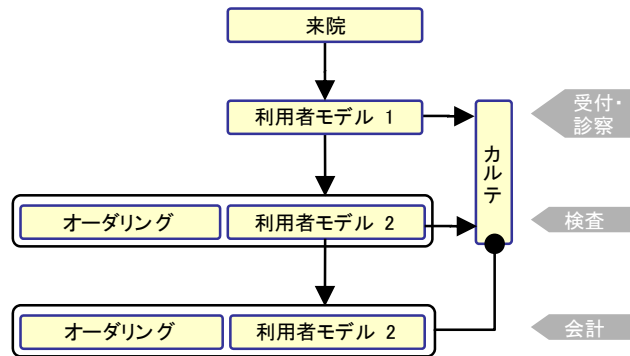 来院
利用者モデル 1
カルテ
受付・
診察
オーダリング
利用者モデル 2
検査
オーダリング
利用者モデル 2
会計